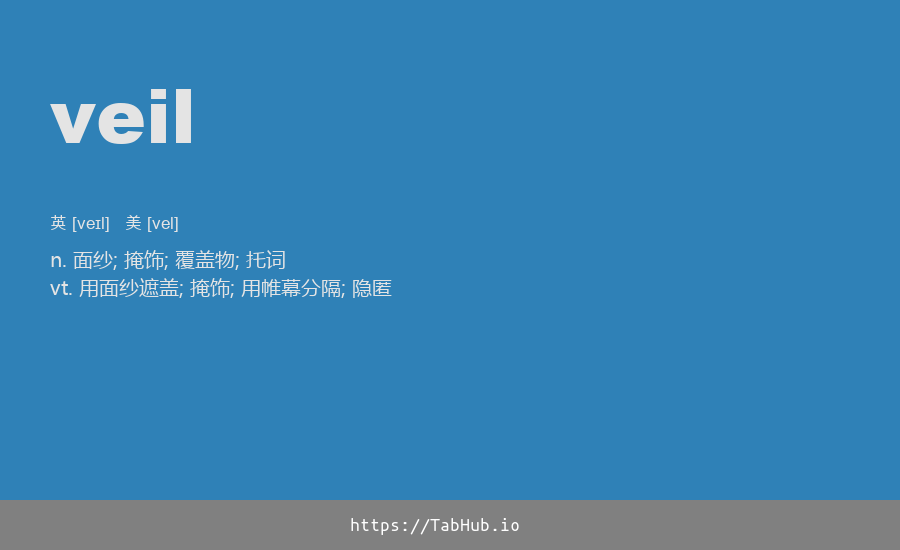 veil
英 [veɪl] 美 [vel]
n. 面纱; 掩饰; 覆盖物; 托词
vt. 用面纱遮盖; 掩饰; 用帷幕分隔; 隐匿
https://TabHub.io